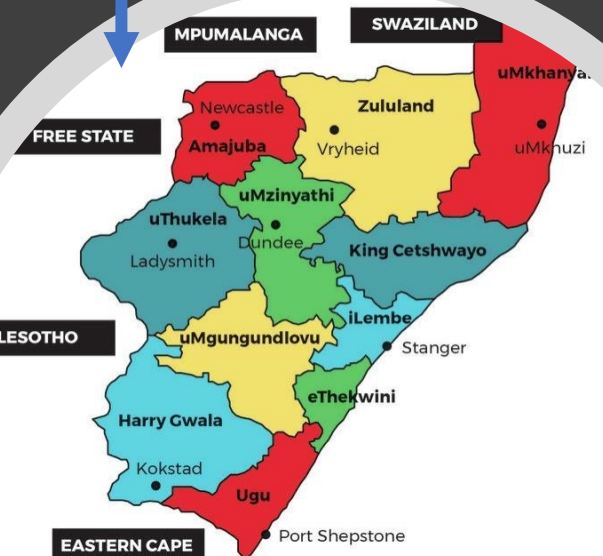 MPUMALANGA
SWAZILAND
uMkhanya
Newcastle
Zululand
FREE STATE
Amajuba
Vryheid
uMkhuzi
uMzinyathi
uThukela
Dundee
King Cetshwayo
Ladysmith
iLembe
LESOTHO
uMgungundlovu
Stanger
eThekwini
Harry Gwala
Kokstad
Ugu
Port Shepstone
EASTERN CAPE